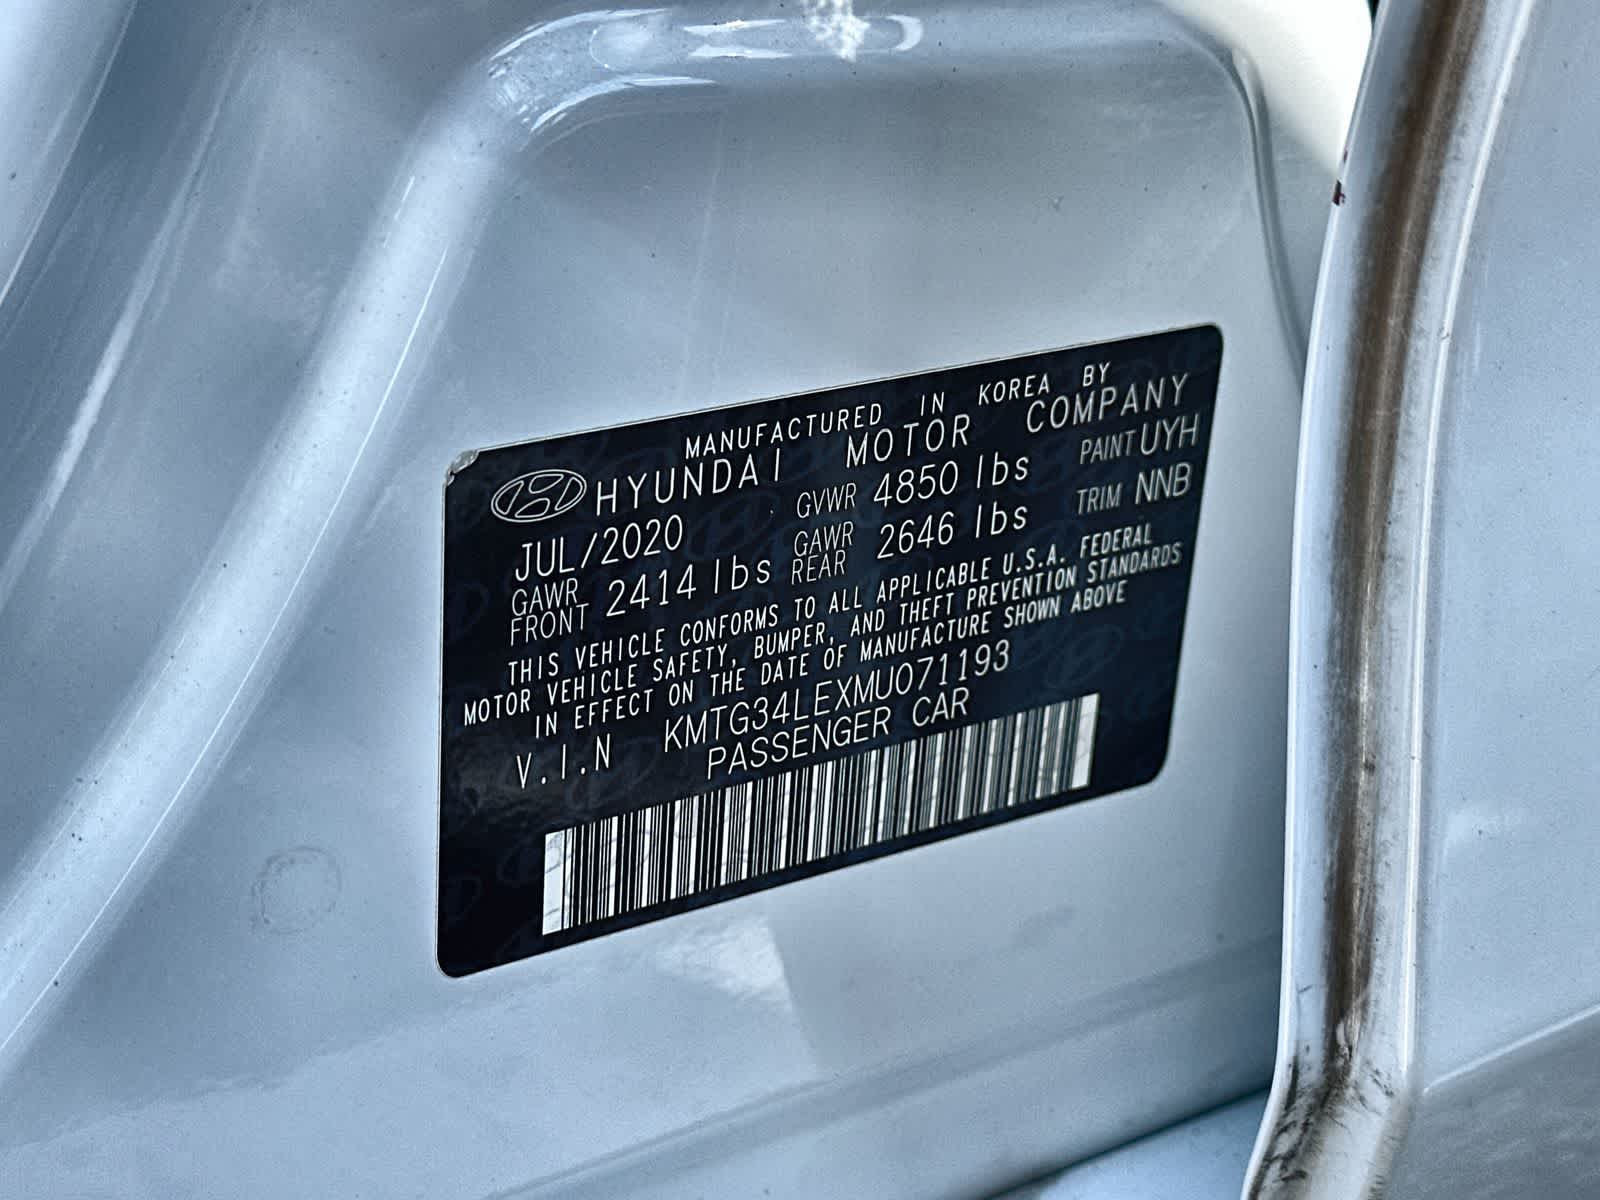 MANUFACTURED IN KOREA BY
HYUNDAI MOTOR COMPANY
JUL/2020 GVWR 4850 lbs PAINT UYH
GAWR FRONT 2414 lbs GAWR REAR 2646 lbs TRIM NNB
THIS VEHICLE CONFORMS TO ALL APPLICABLE U.S.A. FEDERAL
MOTOR VEHICLE SAFETY, BUMPER, AND THEFT PREVENTION STANDARDS
IN EFFECT ON THE DATE OF MANUFACTURE SHOWN ABOVE
V.I.N KMTG34LEXMU071193
PASSENGER CAR